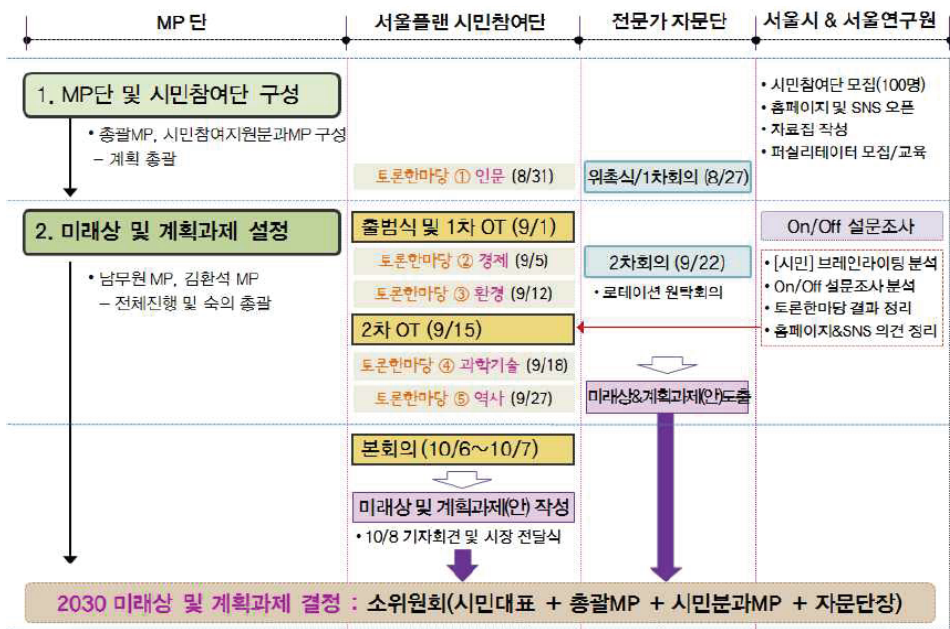 MP 단
서울플랜 시민참여단
전문가 자문단
서울시 & 서울연구원
1. MP단 및 시민참여단 구성
• 총괄MP, 시민참여지원분과MP 구성
– 계획 총괄
토론한마당 ① 인문 (8/31)
위촉식/1차회의 (8/27)
• 시민참여단 모집(100명)
• 홈페이지 및 SNS 오픈
• 자료집 작성
• 퍼실리테이터 모집/교육
2. 미래상 및 계획과제 설정
• 남무원 MP, 김환석 MP
– 전체진행 및 숙의 총괄
출범식 및 1차 OT (9/1)
토론한마당 ② 경제 (9/5)
토론한마당 ③ 환경 (9/12)
2차 OT (9/15)
토론한마당 ④ 과학기술 (9/18)
토론한마당 ⑤ 역사 (9/27)
2차회의 (9/22)
• 로테이션 원탁회의
미래상&계획과제(안)도출
On/Off 설문조사
• [시민] 브레인라이팅 분석
• On/Off 설문조사 분석
• 토론한마당 결과 정리
• 홈페이지&SNS 의견 정리
본회의 (10/6~10/7)
미래상 및 계획과제(안) 작성
• 10/8 기자회견 및 시장 전달식
2030 미래상 및 계획과제 결정 : 소위원회(시민대표 + 총괄MP + 시민분과MP + 자문단장)